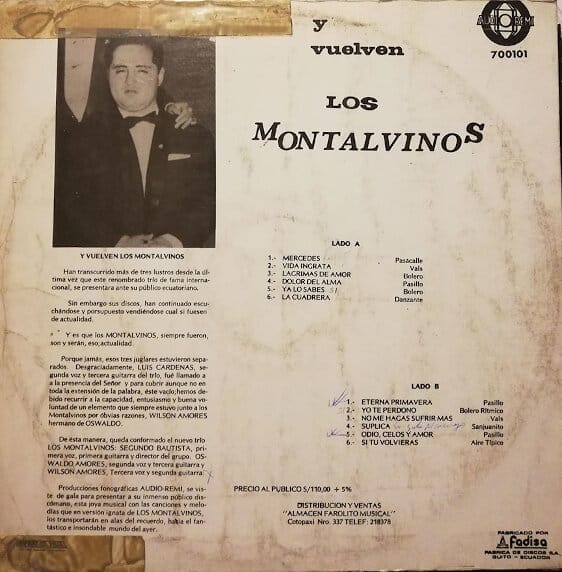 y
vuelven
LOS
MONTALVINOS
AUDIO-REMI
700101
Y VUELVEN LOS MONTALVINOS
Han transcurrido más de tres lustros desde la úl-
tima vez que este renombrado trío de fama interna-
cional, se presentara ante su público ecuatoriano.
Sin embargo sus discos, han continuado escu-
chándose y porsupuesto vendiéndose cual si fuesen
de actualidad.
Y es que los MONTALVINOS, siempre fueron,
son y serán, eso;actualidad.
Porque jamás, esos tres juglares estuvieron sepa-
rados. Desgraciadamente, LUIS CARDENAS, se-
gunda voz y tercera guitarra del trío, fué llamado a
a la presencia del Señor y para cubrir aunque no en
toda la extensión de la palabra, éste vacío;hemos de-
bido recurrir a la capacidad, entusiasmo y buena vo-
luntad de un elemento que siempre estuvo junto a los
Montalvinos por óbvias razones, WILSON AMORES
hermano de OSWALDO.
De ésta manera, queda conformado el nuevo trío
LOS MONTALVINOS: SEGUNDO BAUTISTA, pri-
mera voz, primera guitarra y director del grupo. OS-
WALDO AMORES, segunda voz y tercera guitarra y
WILSON AMORES, Tercera voz y segunda guitarra.
Producciones fonográficas AUDIO-REMI, se vis-
te de gala para presentar a su inmenso público dis-
cómano, esta joya musical con las canciones y melo-
días que en versión ignata de LOS MONTALVINOS,
los transportarán en alas del recuerdo, hacia el fan-
tástico e insondable mundo del ayer.
LADO A
1.- MERCEDES Pasacalle
2.- VIDA INGRATA Vals
3.- LAGRIMAS DE AMOR Bolero
4.- DOLOR DEL ALMA Pasillo
5.- YA LO SABES Bolero
6.- LA CUADRERA Danzante
LADO B
1.- ETERNA PRIMAVERA Pasillo
2.- YO TE PERDONO Bolero Rítmico
3.- NO ME HAGAS SUFRIR MAS Vals
4.- SUPLICA Sanjuanito
5.- ODIO, CELOS Y AMOR Pasillo
6.- SI TU VOLVIERAS Aire Típico
PRECIO AL PUBLICO S/110,00 + 5%
DISTRIBUCION Y VENTAS
"ALMACEN FAROLITO MUSICAL"
Cotopaxi Nro. 337 TELEF: 218378
FABRICADO POR
Fadisa
FABRICA DE DISCOS S.A.
QUITO - ECUADOR